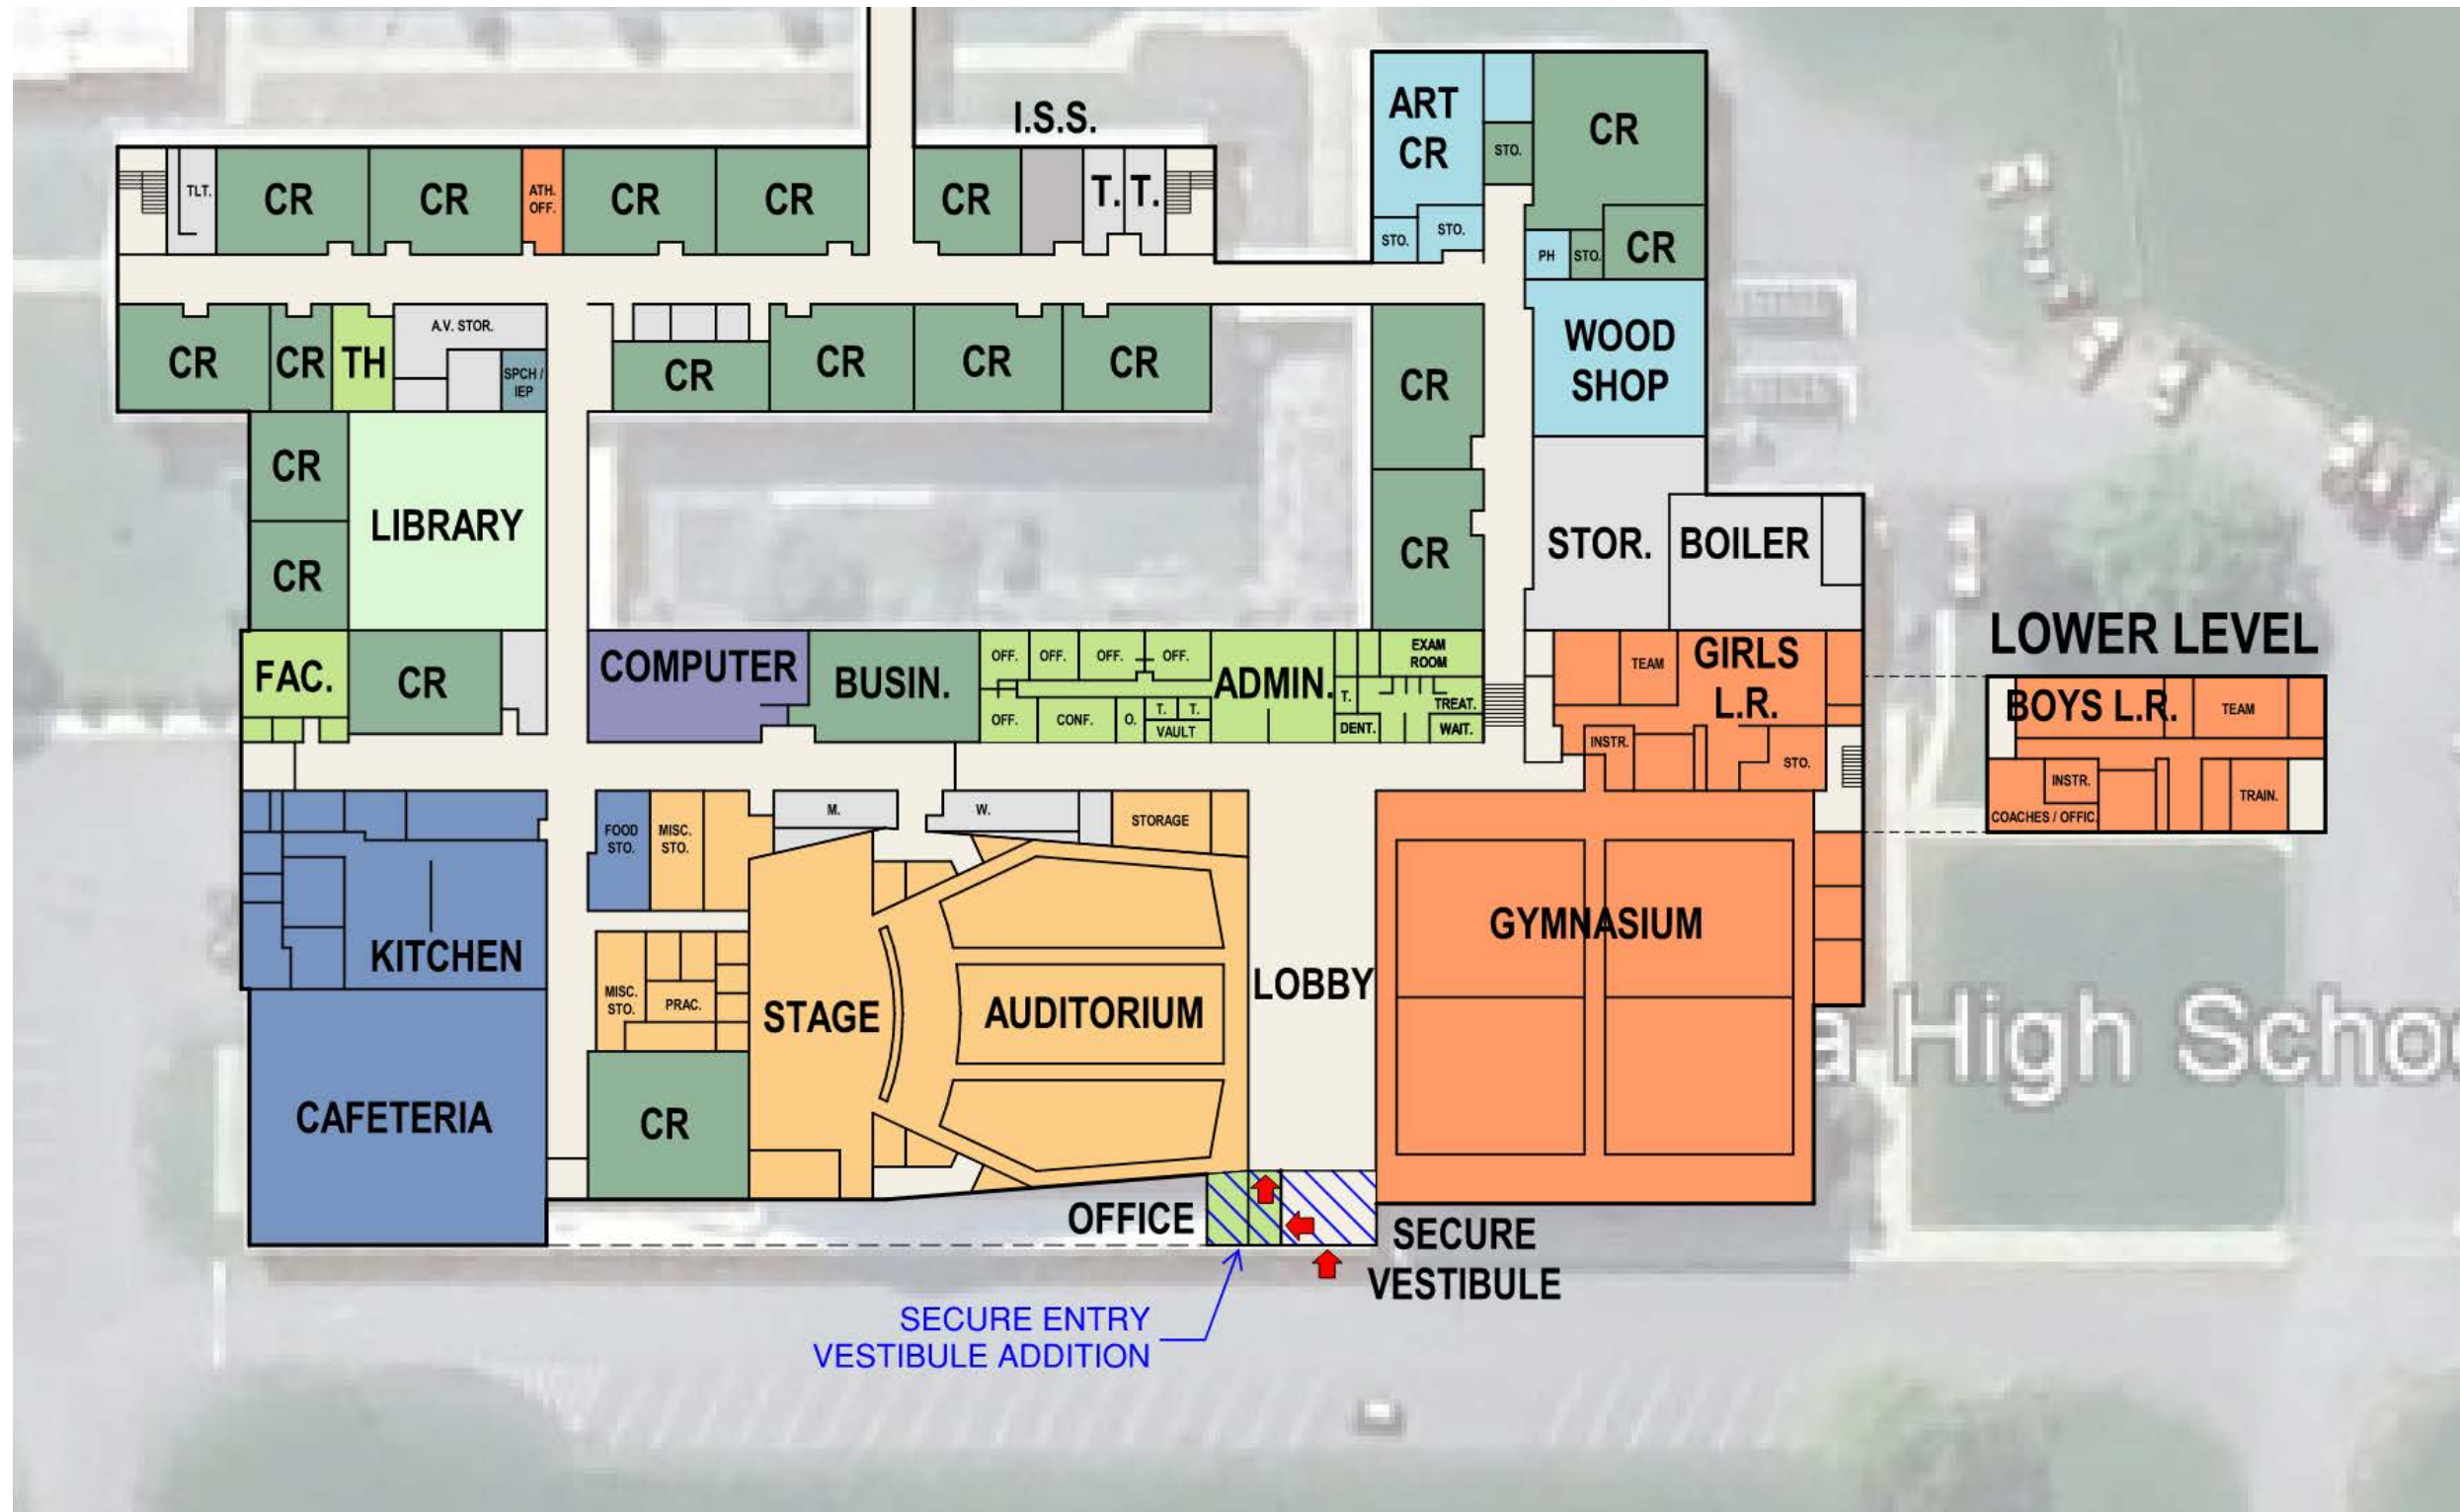 I.S.S.
ART
CR
STO.
CR
TLT.
CR
CR
ATH.
OFF.
CR
CR
CR
T.
T.
STO.
STO.
PH
STO.
CR
CR
CR
TH
A.V. STOR.
SPCH /
IEP
CR
CR
CR
CR
CR
WOOD
SHOP
CR
LIBRARY
CR
CR
STOR.
BOILER
FAC.
CR
COMPUTER
BUSIN.
OFF.
OFF.
OFF.
OFF.
OFF.
CONF.
O.
T.
T.
VAULT
ADMIN.
T.
EXAM
ROOM
TREAT.
DENT.
WAIT.
TEAM
GIRLS
L.R.
INSTR.
STO.
LOWER LEVEL
BOYS L.R.
TEAM
INSTR.
COACHES / OFFIC.
TRAIN.
FOOD
STO.
MISC.
STO.
M.
W.
STORAGE
KITCHEN
MISC.
STO.
PRAC.
STAGE
AUDITORIUM
LOBBY
GYMNASIUM
a High Scho
CAFETERIA
CR
OFFICE
SECURE
VESTIBULE
SECURE ENTRY
VESTIBULE ADDITION